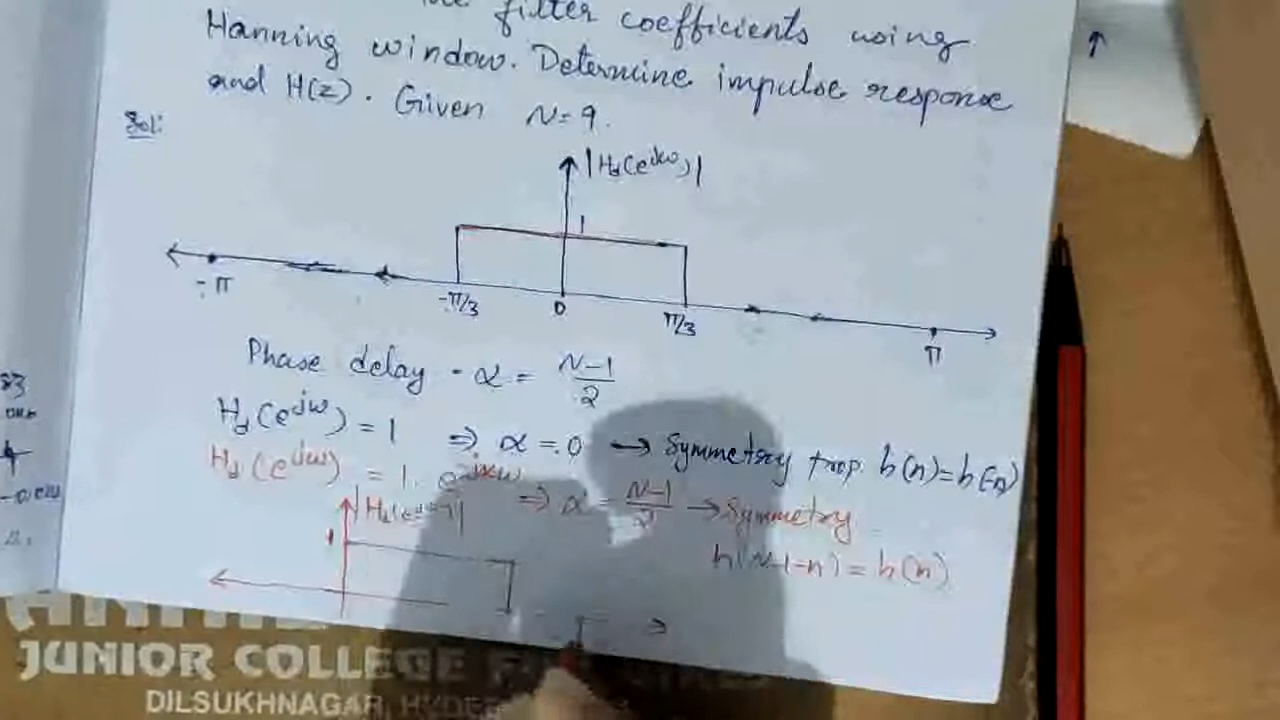 filter coefficients using
Hanning window. Determine impulse response
and H(z). Given N=9.
Sol:
|Hd(e^jω)|
1
-π
-π/3
0
π/3
π
Phase delay - α = N-1/2
Hd(e^jω) = 1 ⇒ α = 0 → Symmetry prop. h(n)=h(-n)
Hd(e^jω) = 1. e^-jαω ⇒ α = N-1/2 → Symmetry
h(N-1-n) = h(n)
1
JUNIOR COLLEGE
DILSUKHNAGAR,